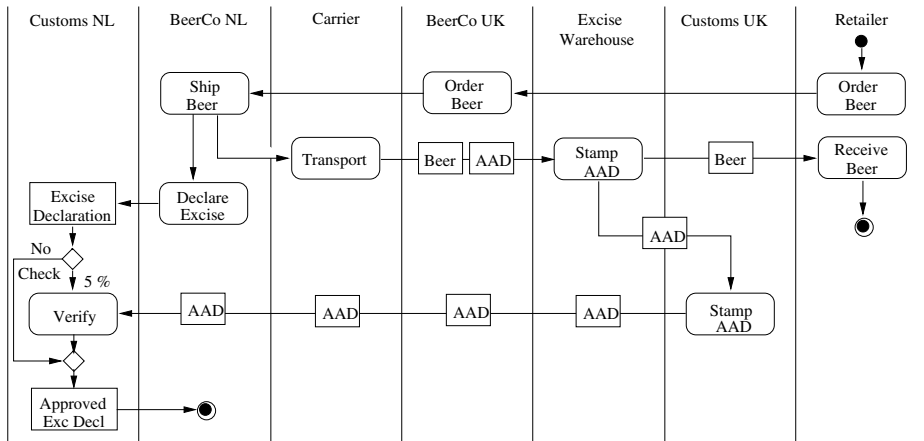 Customs NL
BeerCo NL
Carrier
BeerCo UK
Excise
Warehouse
Customs UK
Retailer
Ship
Beer
Order
Beer
Order
Beer
Transport
Beer
AAD
Stamp
AAD
Beer
Receive
Beer
Excise
Declaration
Declare
Excise
AAD
No
Check
5 %
Verify
AAD
AAD
AAD
AAD
Stamp
AAD
Approved
Exc Decl